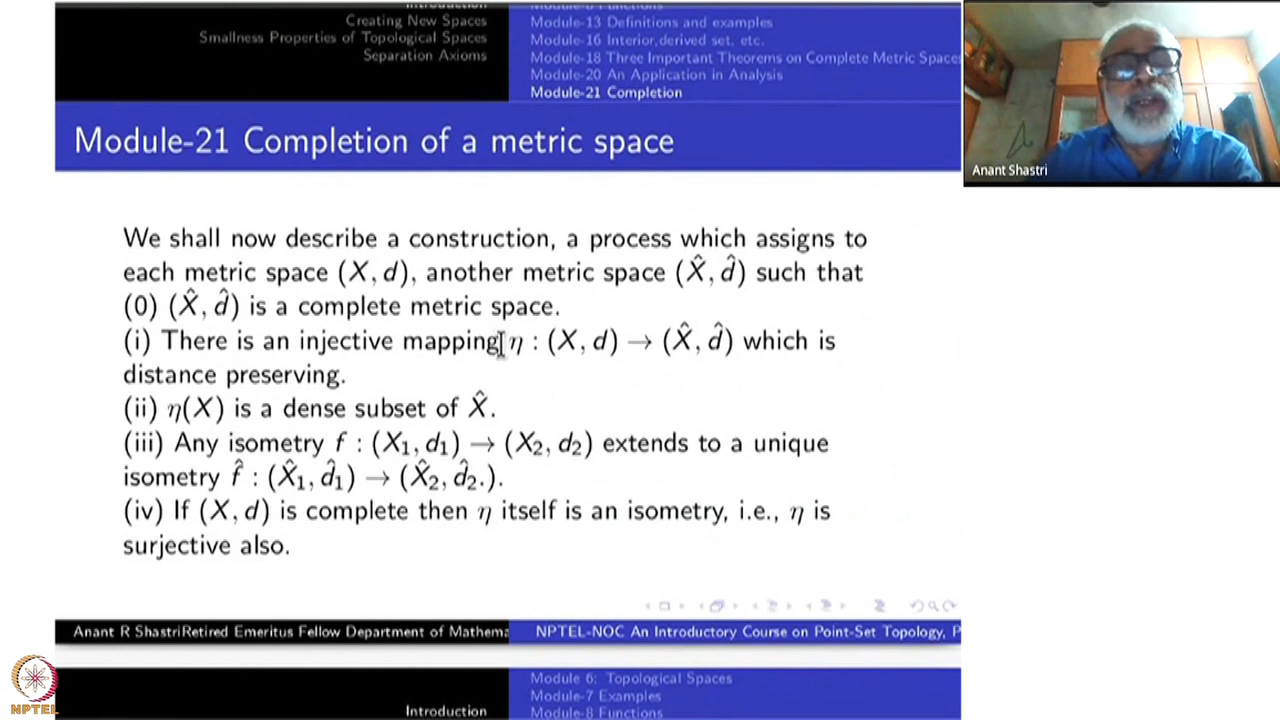 Introduction
Creating New Spaces
Smallness Properties of Topological Spaces
Separation Axioms
Module-8 Functions
Module-13 Definitions and examples
Module-16 Interior,derived set, etc.
Module-18 Three Important Theorems on Complete Metric Space
Module-20 An Application in Analysis
Module-21 Completion
Module-21 Completion of a metric space
Anant Shastri
We shall now describe a construction, a process which assigns to
each metric space (X, d), another metric space (X̂, d̂) such that
(0) (X̂, d̂) is a complete metric space.
(i) There is an injective mapping η : (X, d) → (X̂, d̂) which is
distance preserving.
(ii) η(X) is a dense subset of X̂.
(iii) Any isometry f : (X₁, d₁) → (X₂, d₂) extends to a unique
isometry f̂ : (X̂₁, d̂₁) → (X̂₂, d̂₂.).
(iv) If (X, d) is complete then η itself is an isometry, i.e., η is
surjective also.
Anant R ShastriRetired Emeritus Fellow Department of Mathema
NPTEL-NOC An Introductory Course on Point-Set Topology, P
Introduction
Module 6: Topological Spaces
Module-7 Examples
Module-8 Functions
NPTEL